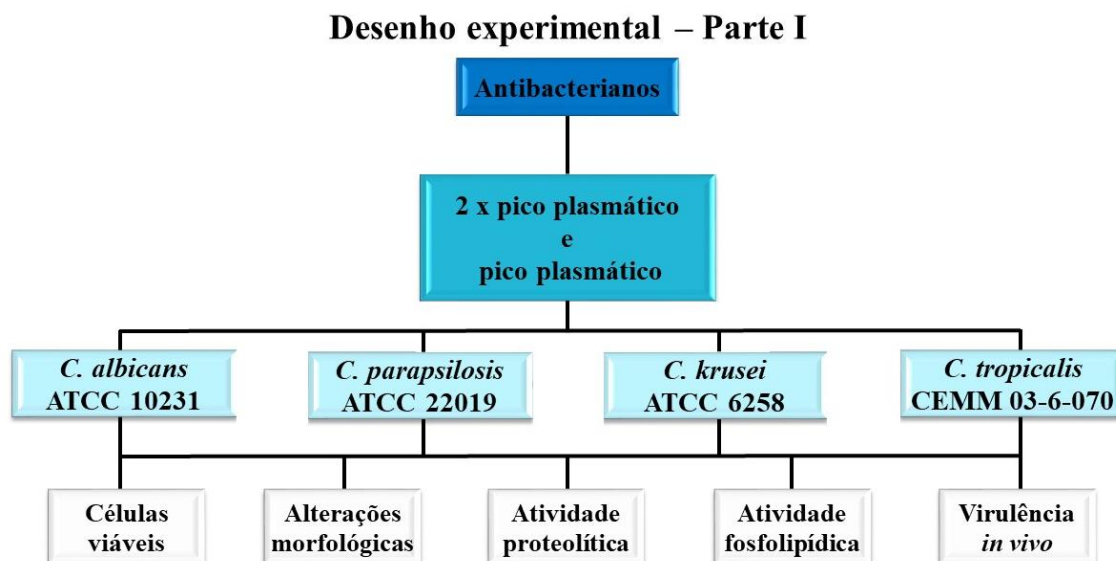 Desenho experimental – Parte I
Antibacterianos
2 x pico plasmático
e
pico plasmático
C. albicans
ATCC 10231
C. parapsilosis
ATCC 22019
C. krusei
ATCC 6258
C. tropicalis
CEMM 03-6-070
Células
viáveis
Alterações
morfológicas
Atividade
proteolítica
Atividade
fosfolipídica
Virulência
in vivo